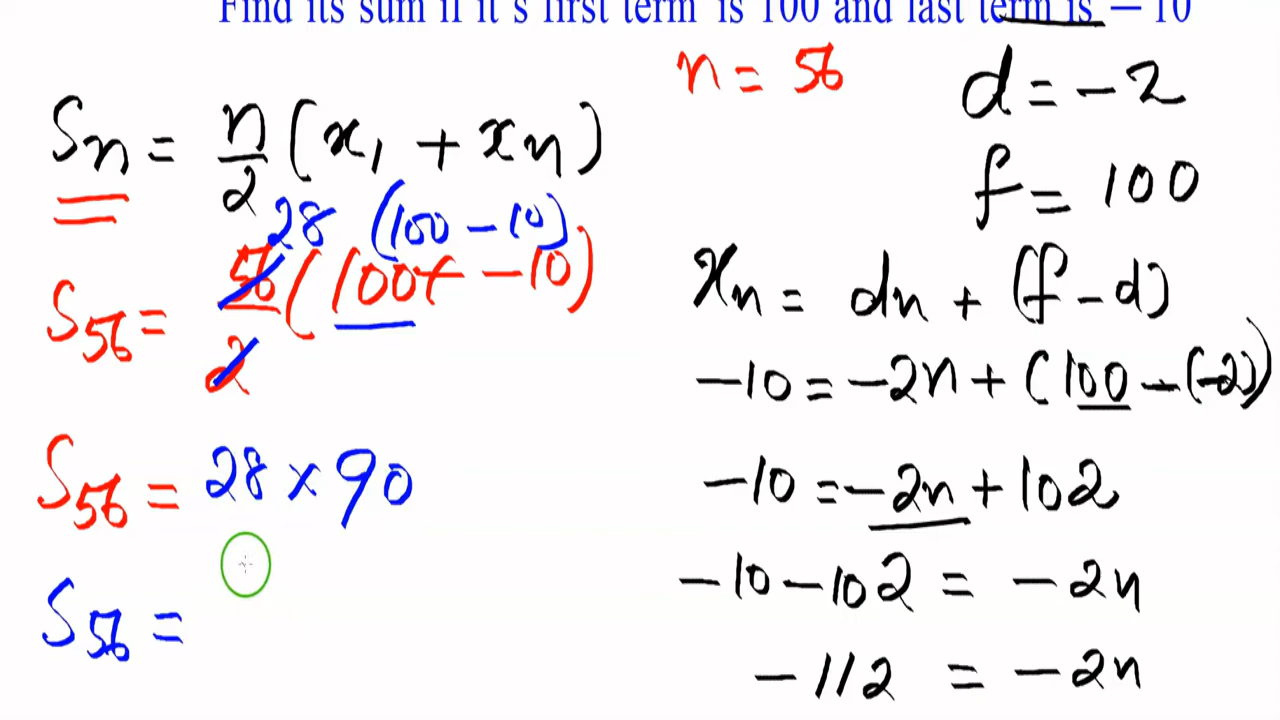 Find its sum if it's first term is 100 and last term is – 10
n = 56
d = -2
Sn = n/2 (x1 + xn)
f = 100
28 (100 - 10)
S56 = 56/2 (100 + -10)
xn = dn + (f - d)
-10 = -2n + (100 - (-2))
S56 = 28 × 90
-10 = -2n + 102
-10 - 102 = -2n
S56 =
-112 = -2n